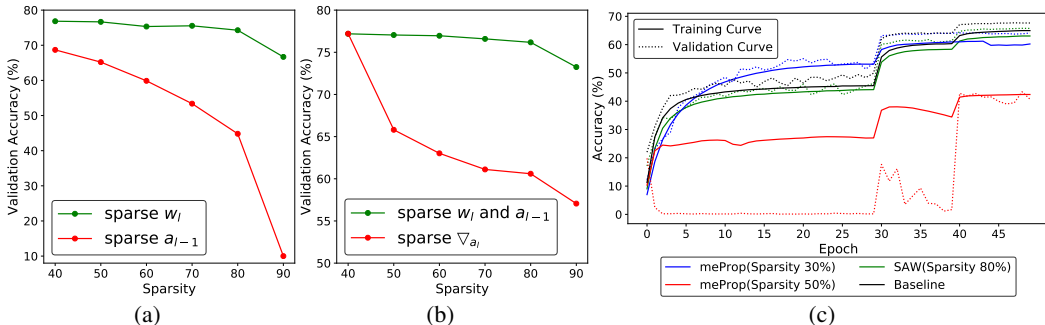 80
70
60
50
40
30
20
10
Validation Accuracy (%)
sparse w_l
sparse a_{l−1}
40 50 60 70 80 90
Sparsity
(a)
80
75
70
65
60
55
50
Validation Accuracy (%)
sparse w_l and a_{l−1}
sparse ▽_{a_l}
40 50 60 70 80 90
Sparsity
(b)
70
60
50
40
30
20
10
0
Accuracy (%)
Training Curve
Validation Curve
0 5 10 15 20 25 30 35 40 45
Epoch
meProp(Sparsity 30%)
meProp(Sparsity 50%)
SAW(Sparsity 80%)
Baseline
(c)